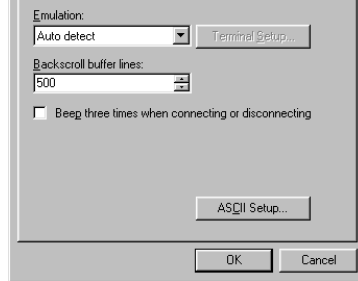 Emulation:
Auto detect
Terminal Setup...
Backscroll buffer lines:
500
Beep three times when connecting or disconnecting
ASCII Setup...
OK Cancel